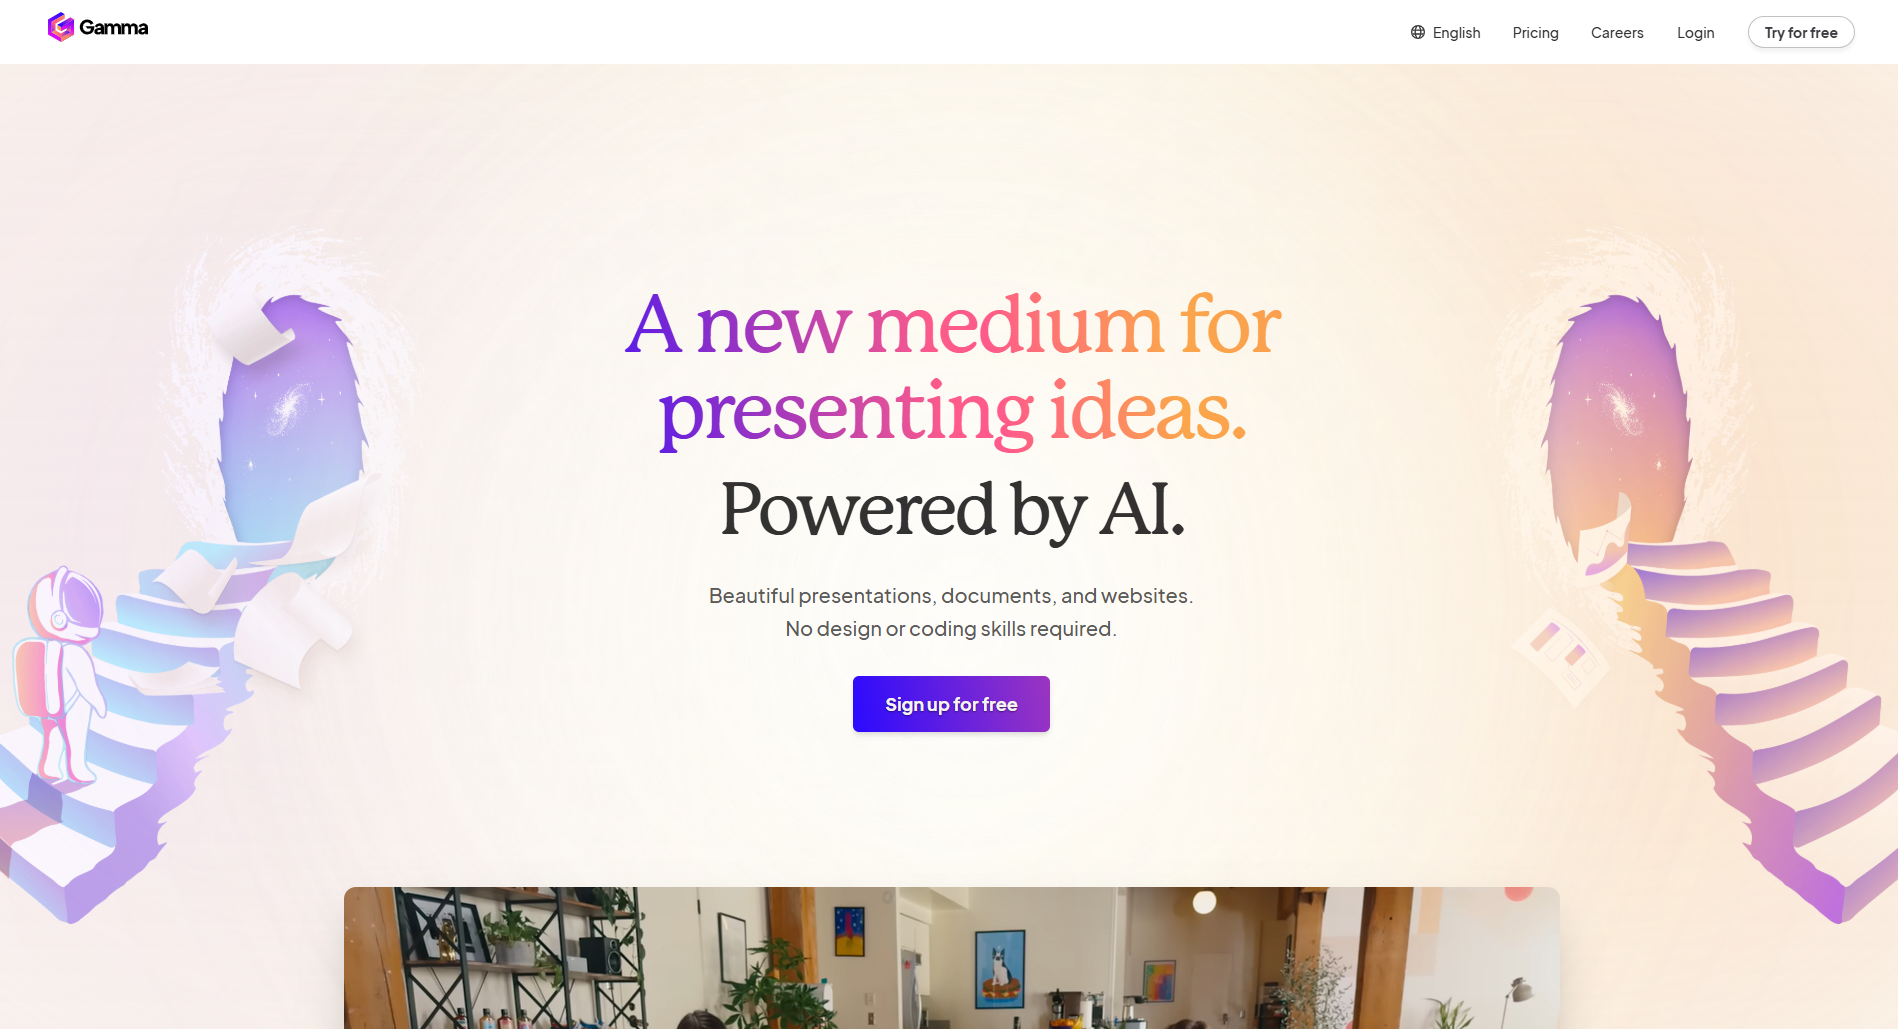 Gamma
English
Pricing
Careers
Login
Try for free
A new medium for
presenting ideas.
Powered by AI.
Beautiful presentations, documents, and websites.
No design or coding skills required.
Sign up for free